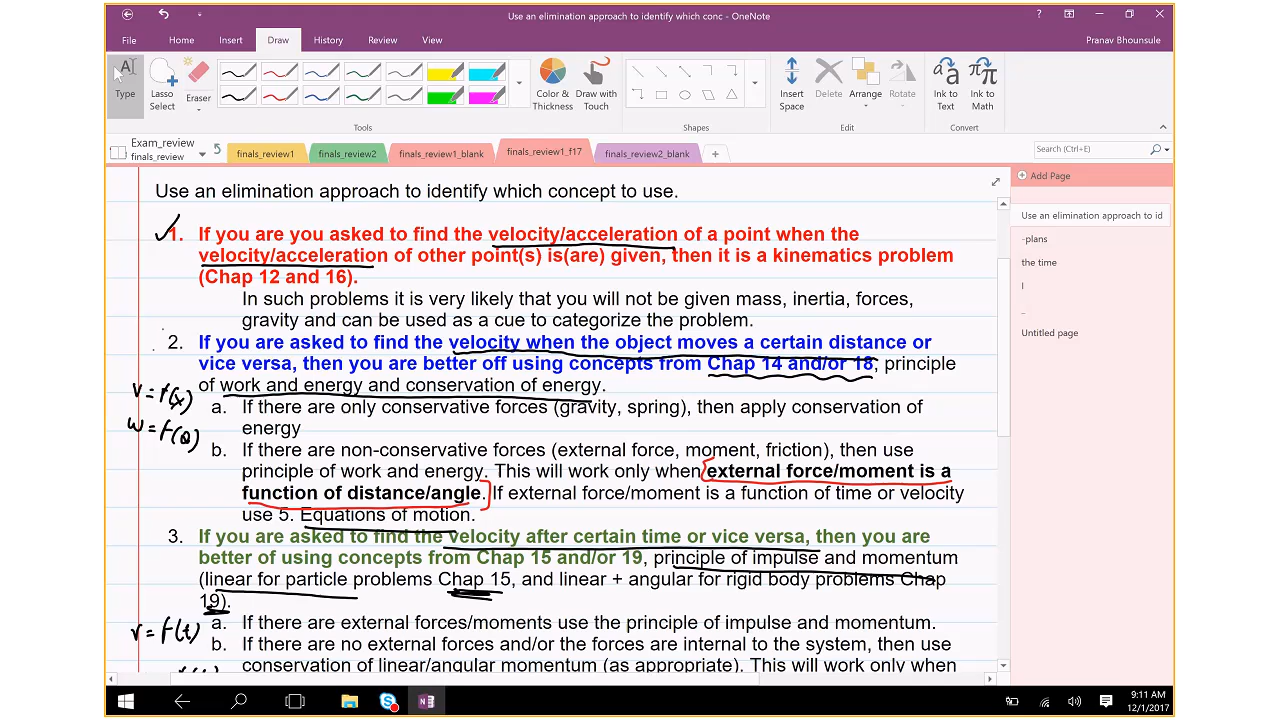 Use an elimination approach to identify which conc - OneNote
?
File
Home
Insert
Draw
History
Review
View
Pranav Bhounsule
Type
Lasso
Select
Eraser
Color &
Thickness
Draw with
Touch
Insert
Space
Delete
Arrange
Rotate
Ink to
Text
Ink to
Math
Tools
Shapes
Edit
Convert
Exam_review
finals_review
finals_review1
finals_review2
finals_review1_blank
finals_review1_f17
finals_review2_blank
Search (Ctrl+E)
Use an elimination approach to identify which concept to use.
1. If you are you asked to find the velocity/acceleration of a point when the
velocity/acceleration of other point(s) is(are) given, then it is a kinematics problem
(Chap 12 and 16).
In such problems it is very likely that you will not be given mass, inertia, forces,
gravity and can be used as a cue to categorize the problem.
2. If you are asked to find the velocity when the object moves a certain distance or
vice versa, then you are better off using concepts from Chap 14 and/or 18; principle
of work and energy and conservation of energy.
v = f(x)
a. If there are only conservative forces (gravity, spring), then apply conservation of
energy
w = f(θ)
b. If there are non-conservative forces (external force, moment, friction), then use
principle of work and energy. This will work only when external force/moment is a
function of distance/angle. If external force/moment is a function of time or velocity
use 5. Equations of motion.
3. If you are asked to find the velocity after certain time or vice versa, then you are
better of using concepts from Chap 15 and/or 19, principle of impulse and momentum
(linear for particle problems Chap 15, and linear + angular for rigid body problems Chap
19).
v = f(t)
a. If there are external forces/moments use the principle of impulse and momentum.
b. If there are no external forces and/or the forces are internal to the system, then use
conservation of linear/angular momentum (as appropriate). This will work only when
Add Page
Use an elimination approach to id
-plans
the time
I
Untitled page
9:11 AM
12/1/2017